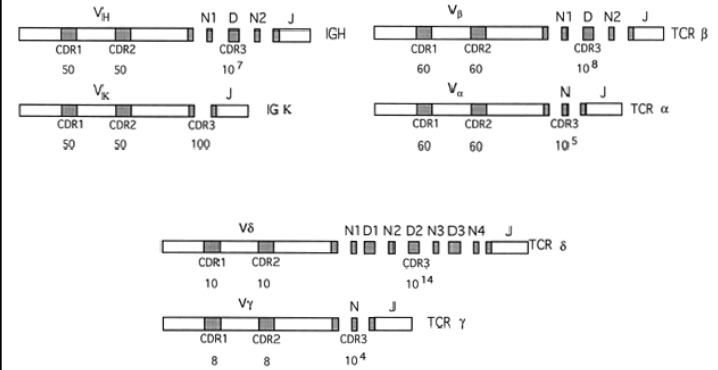 VH N1 D N2 J IGH
CDR1 CDR2 CDR3
50 50 10⁷
VK J IG K
CDR1 CDR2 CDR3
50 50 100
Vβ N1 D N2 J TCR β
CDR1 CDR2 CDR3
60 60 10⁸
Vα N J TCR α
CDR1 CDR2 CDR3
60 60 10⁵
Vδ N1 D1 N2 D2 N3 D3 N4 J TCR δ
CDR1 CDR2 CDR3
10 10 10¹⁴
Vγ N J TCR γ
CDR1 CDR2 CDR3
8 8 10⁴